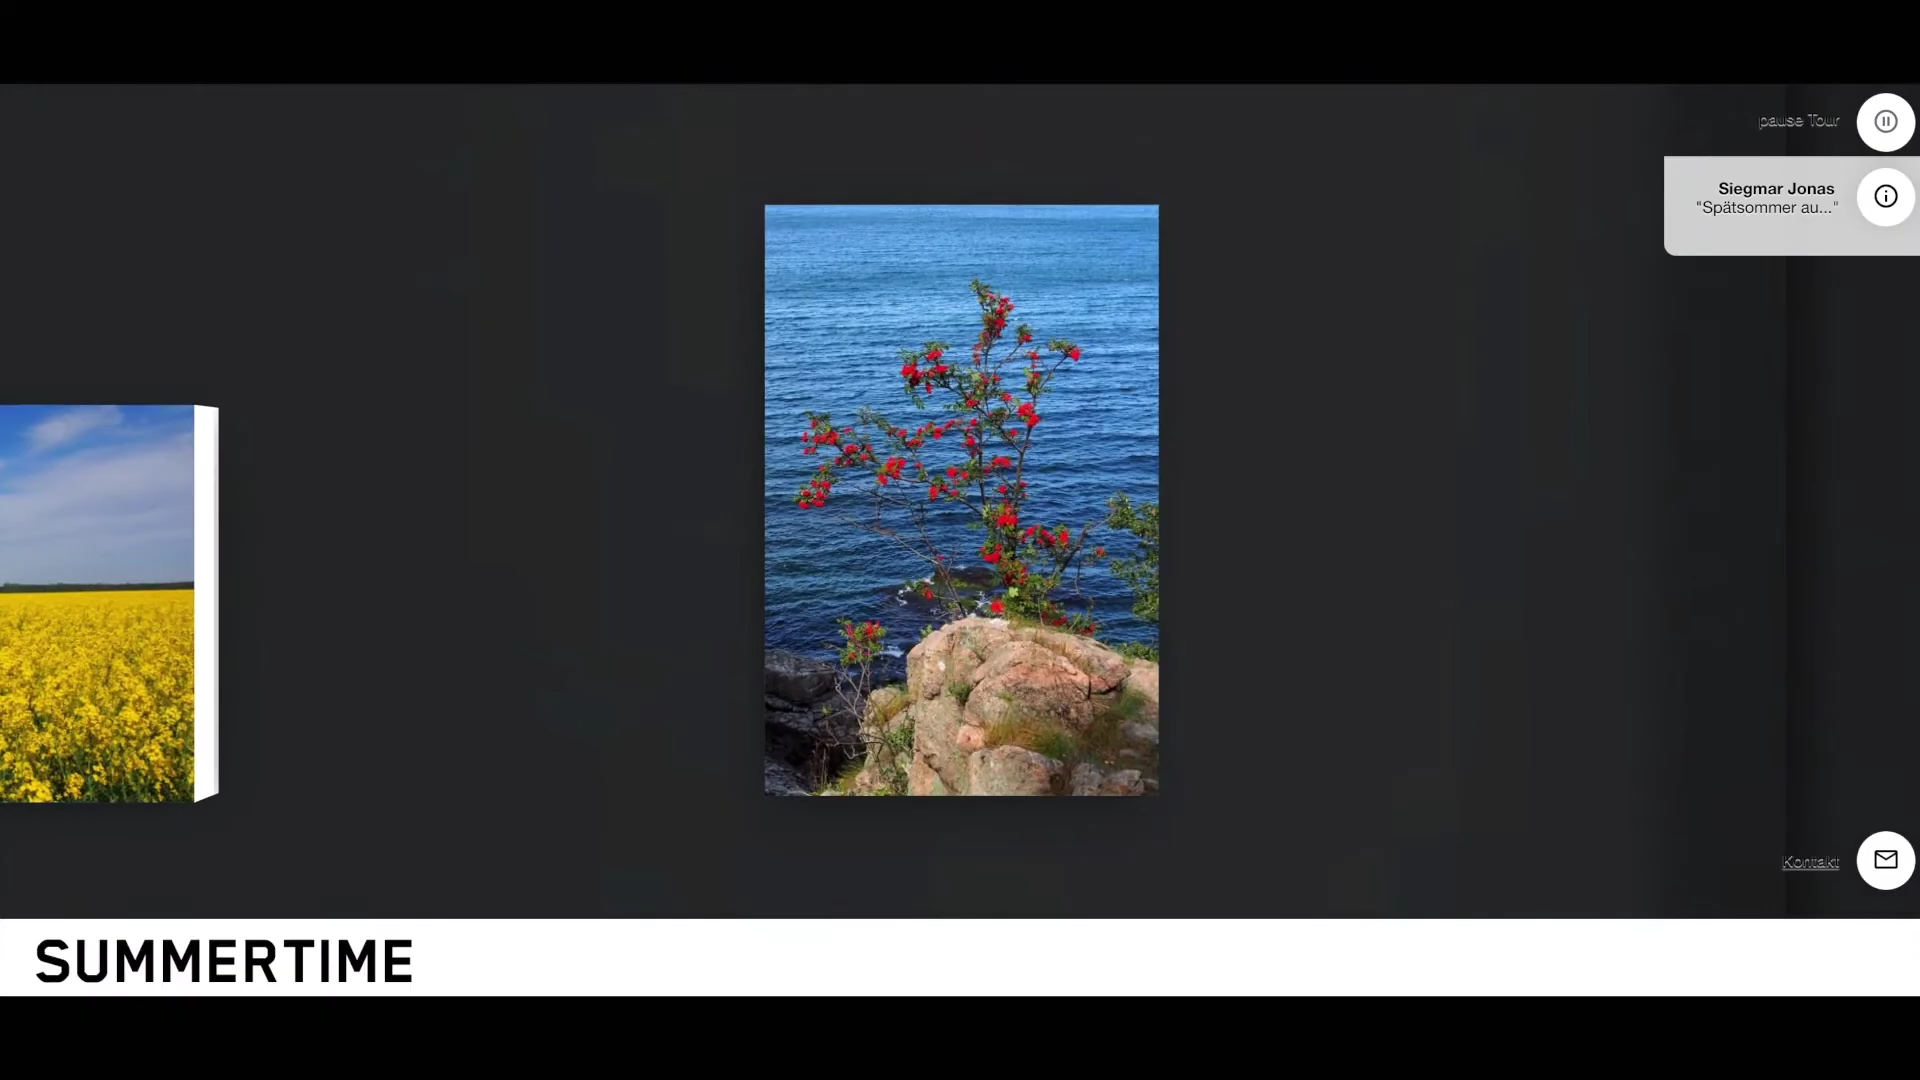 pause Tour
Siegmar Jonas
"Spätsommer au..."
Kontakt
SUMMERTIME